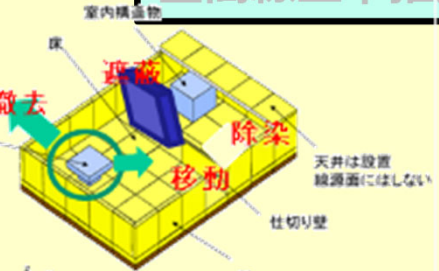 室内構造物
床
遮蔽
撤去
除染
移動
天井は設置
線源面にはしない
仕切り壁